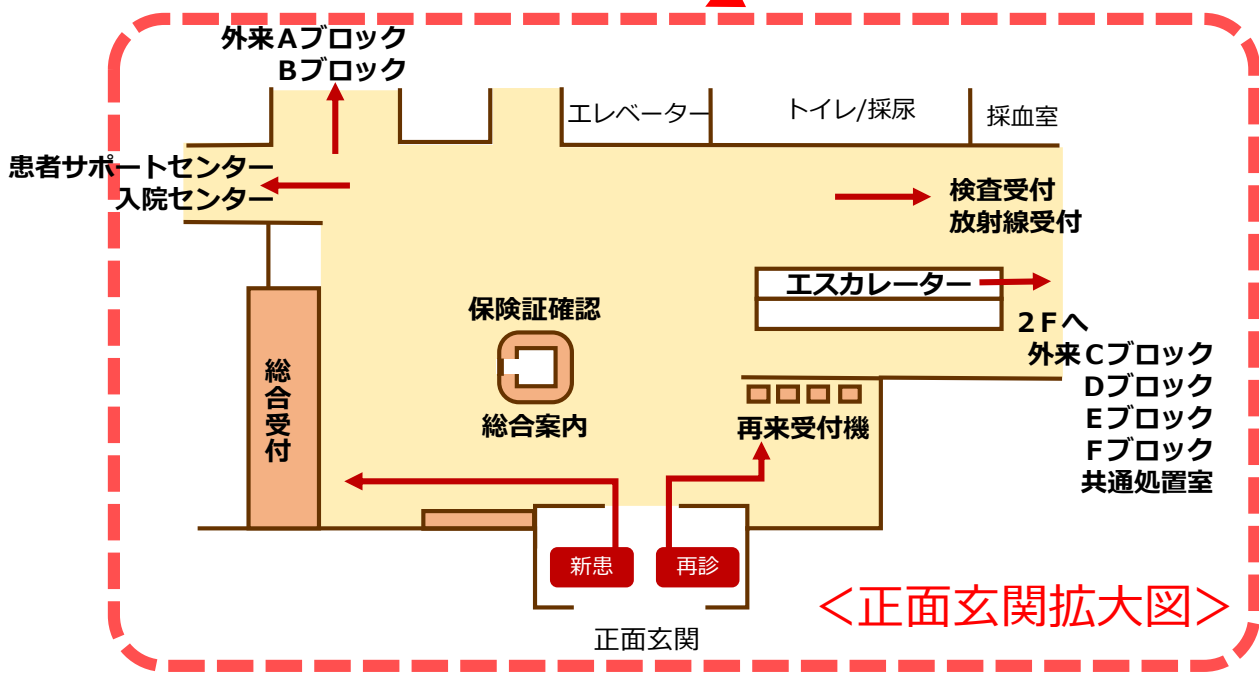 外来Aブロック
Bブロック
エレベーター
トイレ/採尿
採血室
患者サポートセンター
入院センター
検査受付
放射線受付
エスカレーター
保険証確認
総合案内
総合受付
2Fへ
外来Cブロック
Dブロック
Eブロック
Fブロック
共通処置室
再来受付機
新患
再診
正面玄関
＜正面玄関拡大図＞